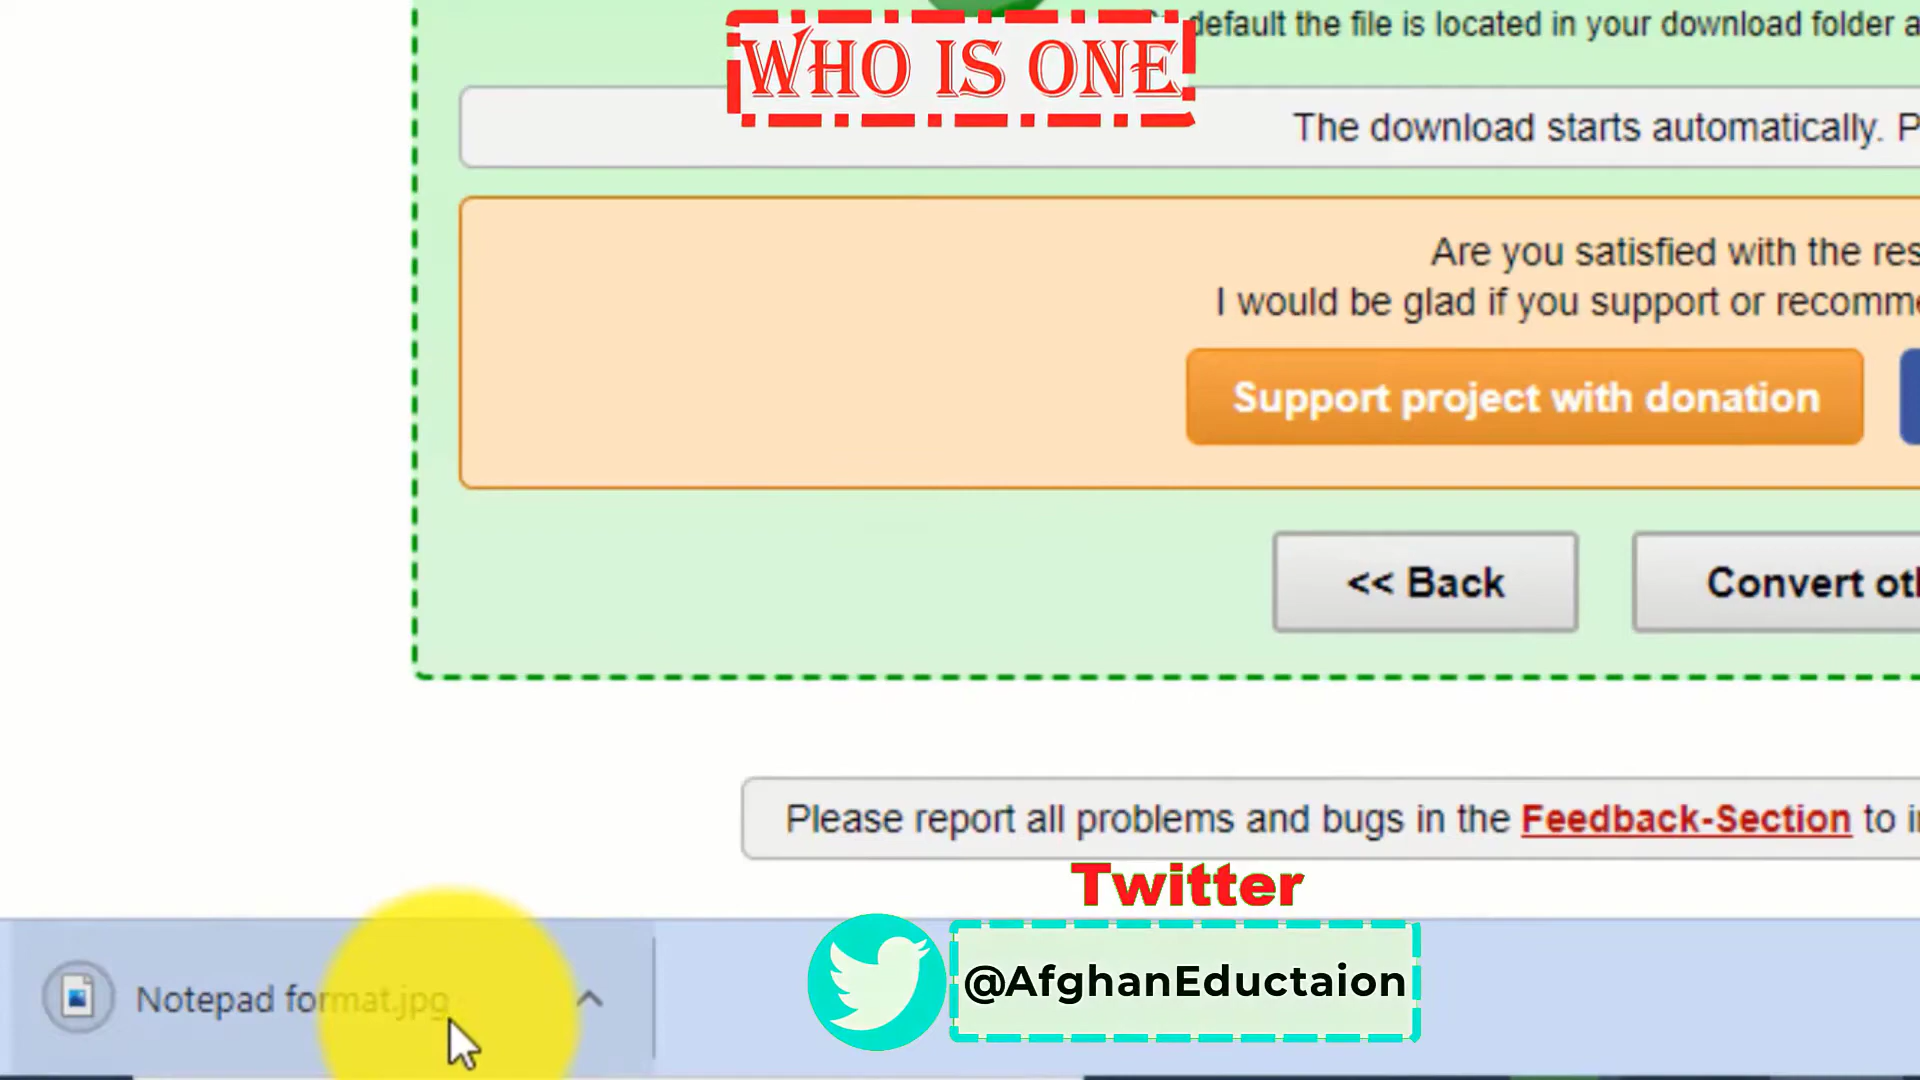 default the file is located in your download folder a
WHO IS ONE
The download starts automatically. P
Are you satisfied with the res
I would be glad if you support or recomme
Support project with donation
<< Back
Convert oth
Please report all problems and bugs in the Feedback-Section to i
Twitter
@AfghanEductaion
Notepad format.jpg